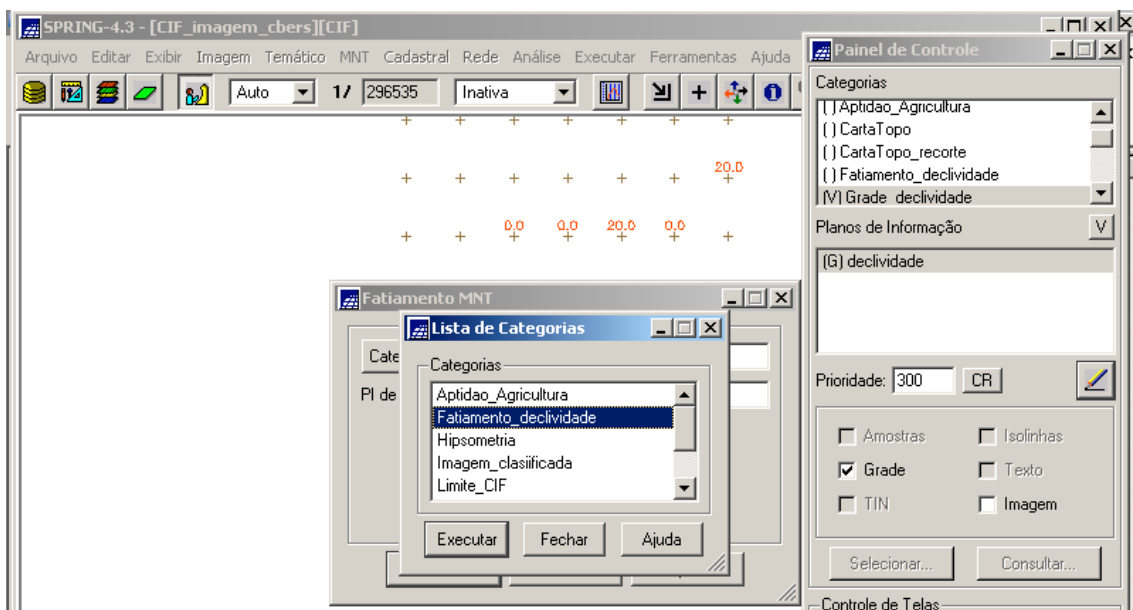 SPRING-4.3 - [CIF_imagem_cbers][CIF]
Arquivo Editar Exibir Imagem Temático MNT Cadastral Rede Análise Executar Ferramentas Ajuda
Auto 1/ 296535 Inativa
20.0
0.0 0.0 20.0 0.0
Fatiamento MNT
Cate
PI de
Lista de Categorias
Categorias
Aptidao_Agricultura
Fatiamento_declividade
Hipsometria
Imagem_clasiificada
Limite_CIF
Executar Fechar Ajuda
Painel de Controle
Categorias
( ) Aptidao_Agricultura
( ) CartaTopo
( ) CartaTopo_recorte
( ) Fatiamento_declividade
(V) Grade_declividade
Planos de Informação V
(G) declividade
Prioridade: 300 CR
Amostras Isolinhas
Grade Texto
TIN Imagem
Selecionar... Consultar...
Controle de Telas